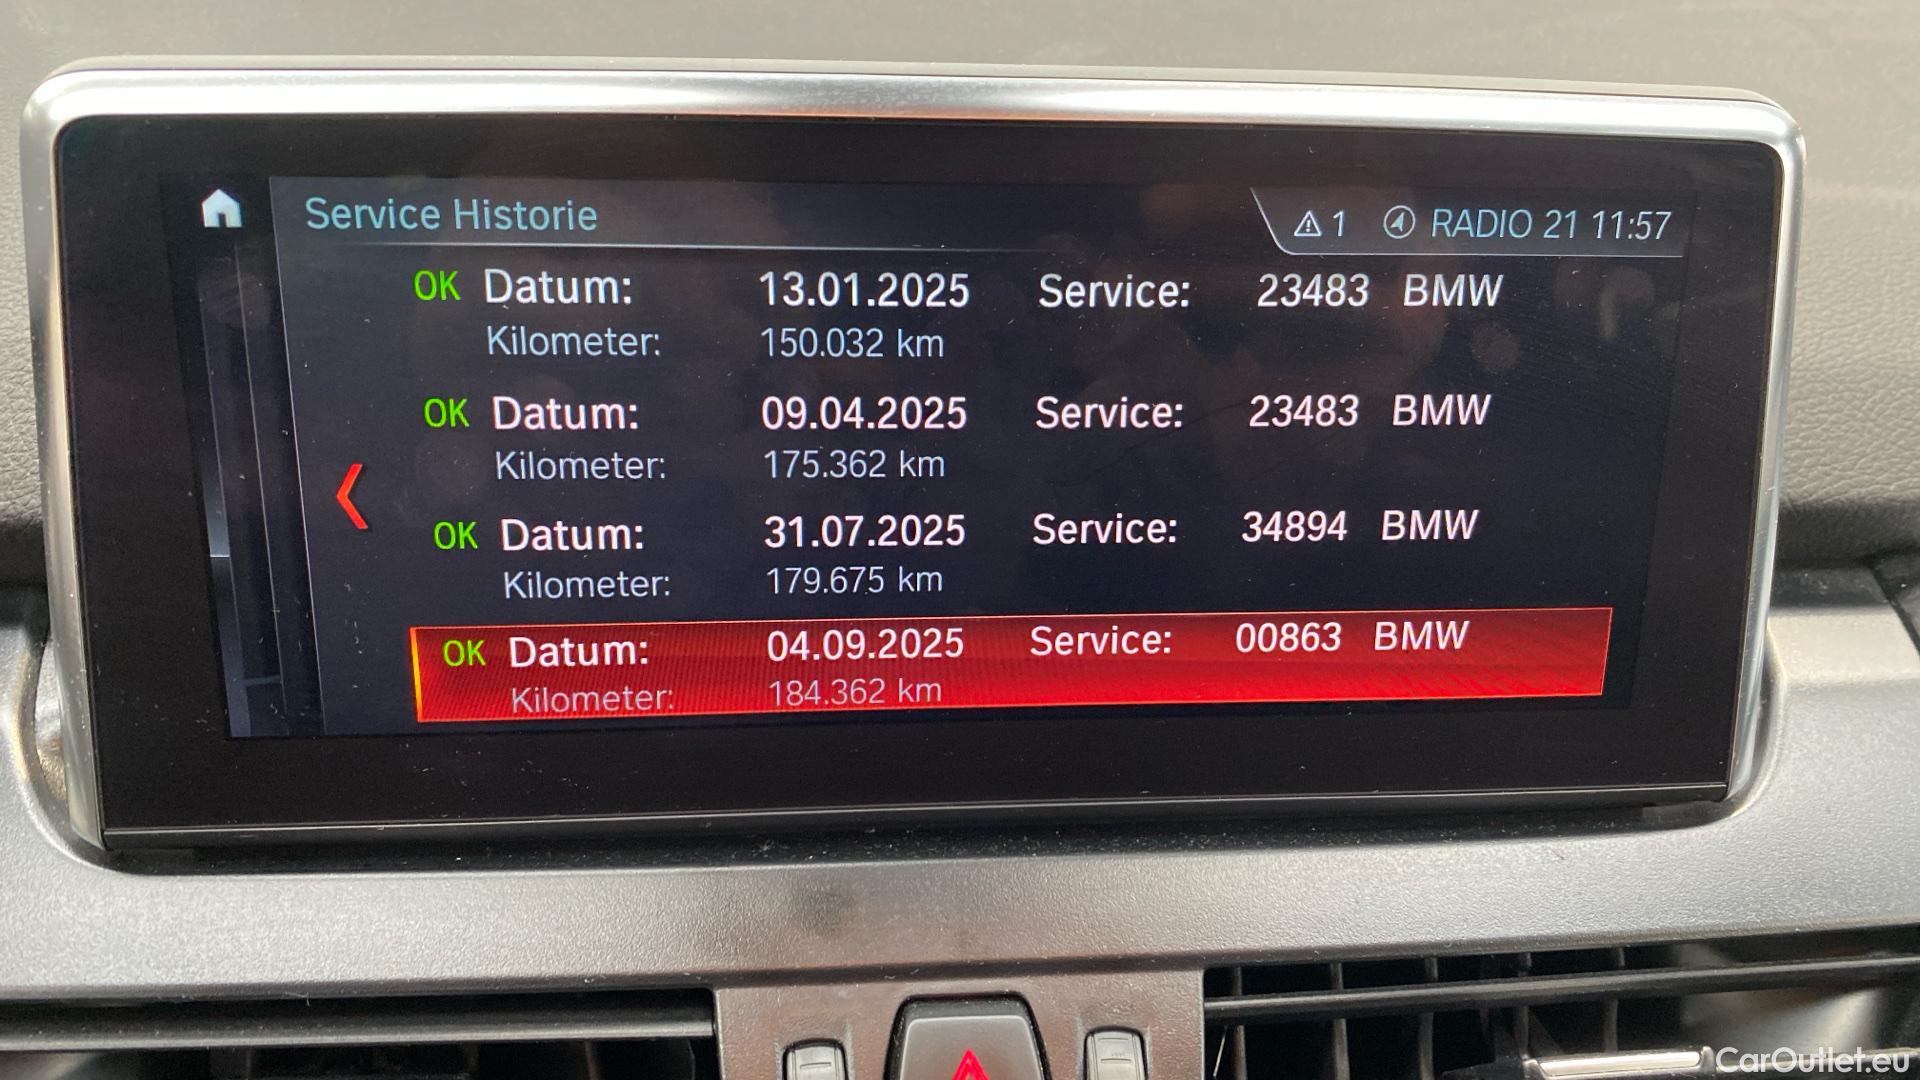 Service Historie
1 RADIO 21 11:57
OK Datum: 13.01.2025 Service: 23483 BMW
Kilometer: 150.032 km
OK Datum: 09.04.2025 Service: 23483 BMW
Kilometer: 175.362 km
OK Datum: 31.07.2025 Service: 34894 BMW
Kilometer: 179.675 km
OK Datum: 04.09.2025 Service: 00863 BMW
Kilometer: 184.362 km
CarOutlet.eu